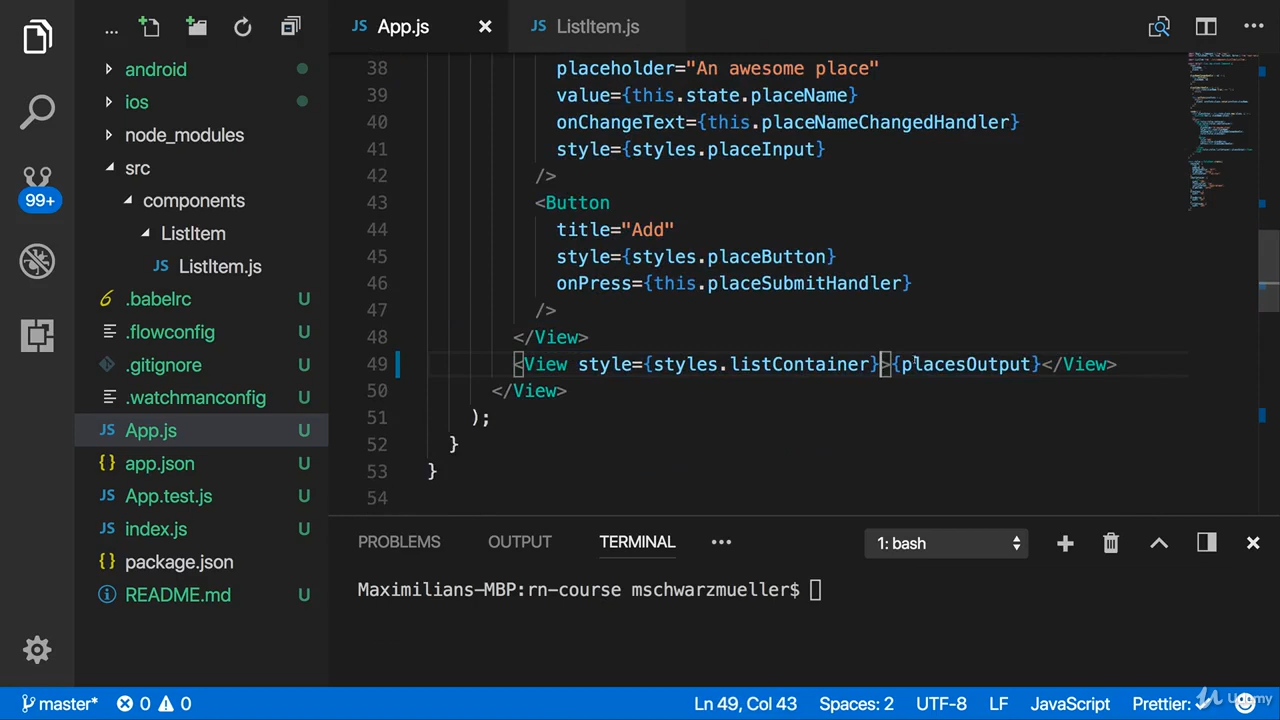 ... App.js ListItem.js ...
android
ios
node_modules
src
components
ListItem
JS ListItem.js
.babelrc U
.flowconfig U
.gitignore U
.watchmanconfig U
JS App.js U
{} app.json U
JS App.test.js U
JS index.js U
{} package.json
README.md U
99+
38 placeholder="An awesome place"
39 value={this.state.placeName}
40 onChangeText={this.placeNameChangedHandler}
41 style={styles.placeInput}
42 />
43 <Button
44 title="Add"
45 style={styles.placeButton}
46 onPress={this.placeSubmitHandler}
47 />
48 </View>
49 <View style={styles.listContainer}>{placesOutput}</View>
50 </View>
51 );
52 }
53 }
54
PROBLEMS OUTPUT TERMINAL ... 1: bash
Maximilians-MBP:rn-course mschwarzmueller$
master* 0 0 Ln 49, Col 43 Spaces: 2 UTF-8 LF JavaScript Prettier: ✓
Udemy